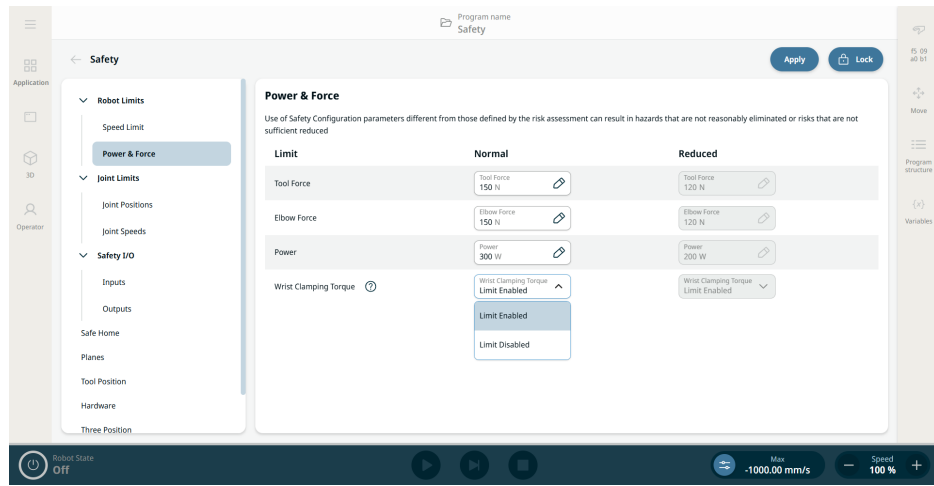 Program name
Safety
Safety
Apply
Lock
f5 09
a0 b1
Application
Move
3D
Program
structure
Operator
Variables
Robot Limits
Speed Limit
Power & Force
Joint Limits
Joint Positions
Joint Speeds
Safety I/O
Inputs
Outputs
Safe Home
Planes
Tool Position
Hardware
Three Position
Power & Force
Use of Safety Configuration parameters different from those defined by the risk assessment can result in hazards that are not reasonably eliminated or risks that are not
sufficient reduced
Limit Normal Reduced
Tool Force
Tool Force
150 N
Tool Force
120 N
Elbow Force
Elbow Force
150 N
Elbow Force
120 N
Power
Power
300 W
Power
200 W
Wrist Clamping Torque ?
Wrist Clamping Torque
Limit Enabled
Wrist Clamping Torque
Limit Enabled
Limit Enabled
Limit Disabled
Robot State
Off
Max
-1000.00 mm/s
Speed
100 %